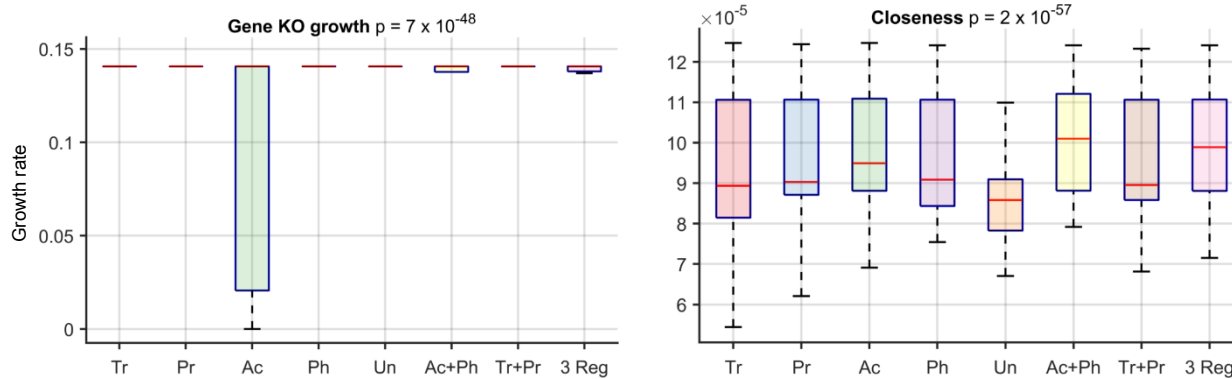 Gene KO growth p = 7 x 10^-48
0.15
0.1
0.05
0
Growth rate
Tr Pr Ac Ph Un Ac+Ph Tr+Pr 3 Reg
×10^-5
Closeness p = 2 x 10^-57
12
11
10
9
8
7
6
Tr Pr Ac Ph Un Ac+Ph Tr+Pr 3 Reg